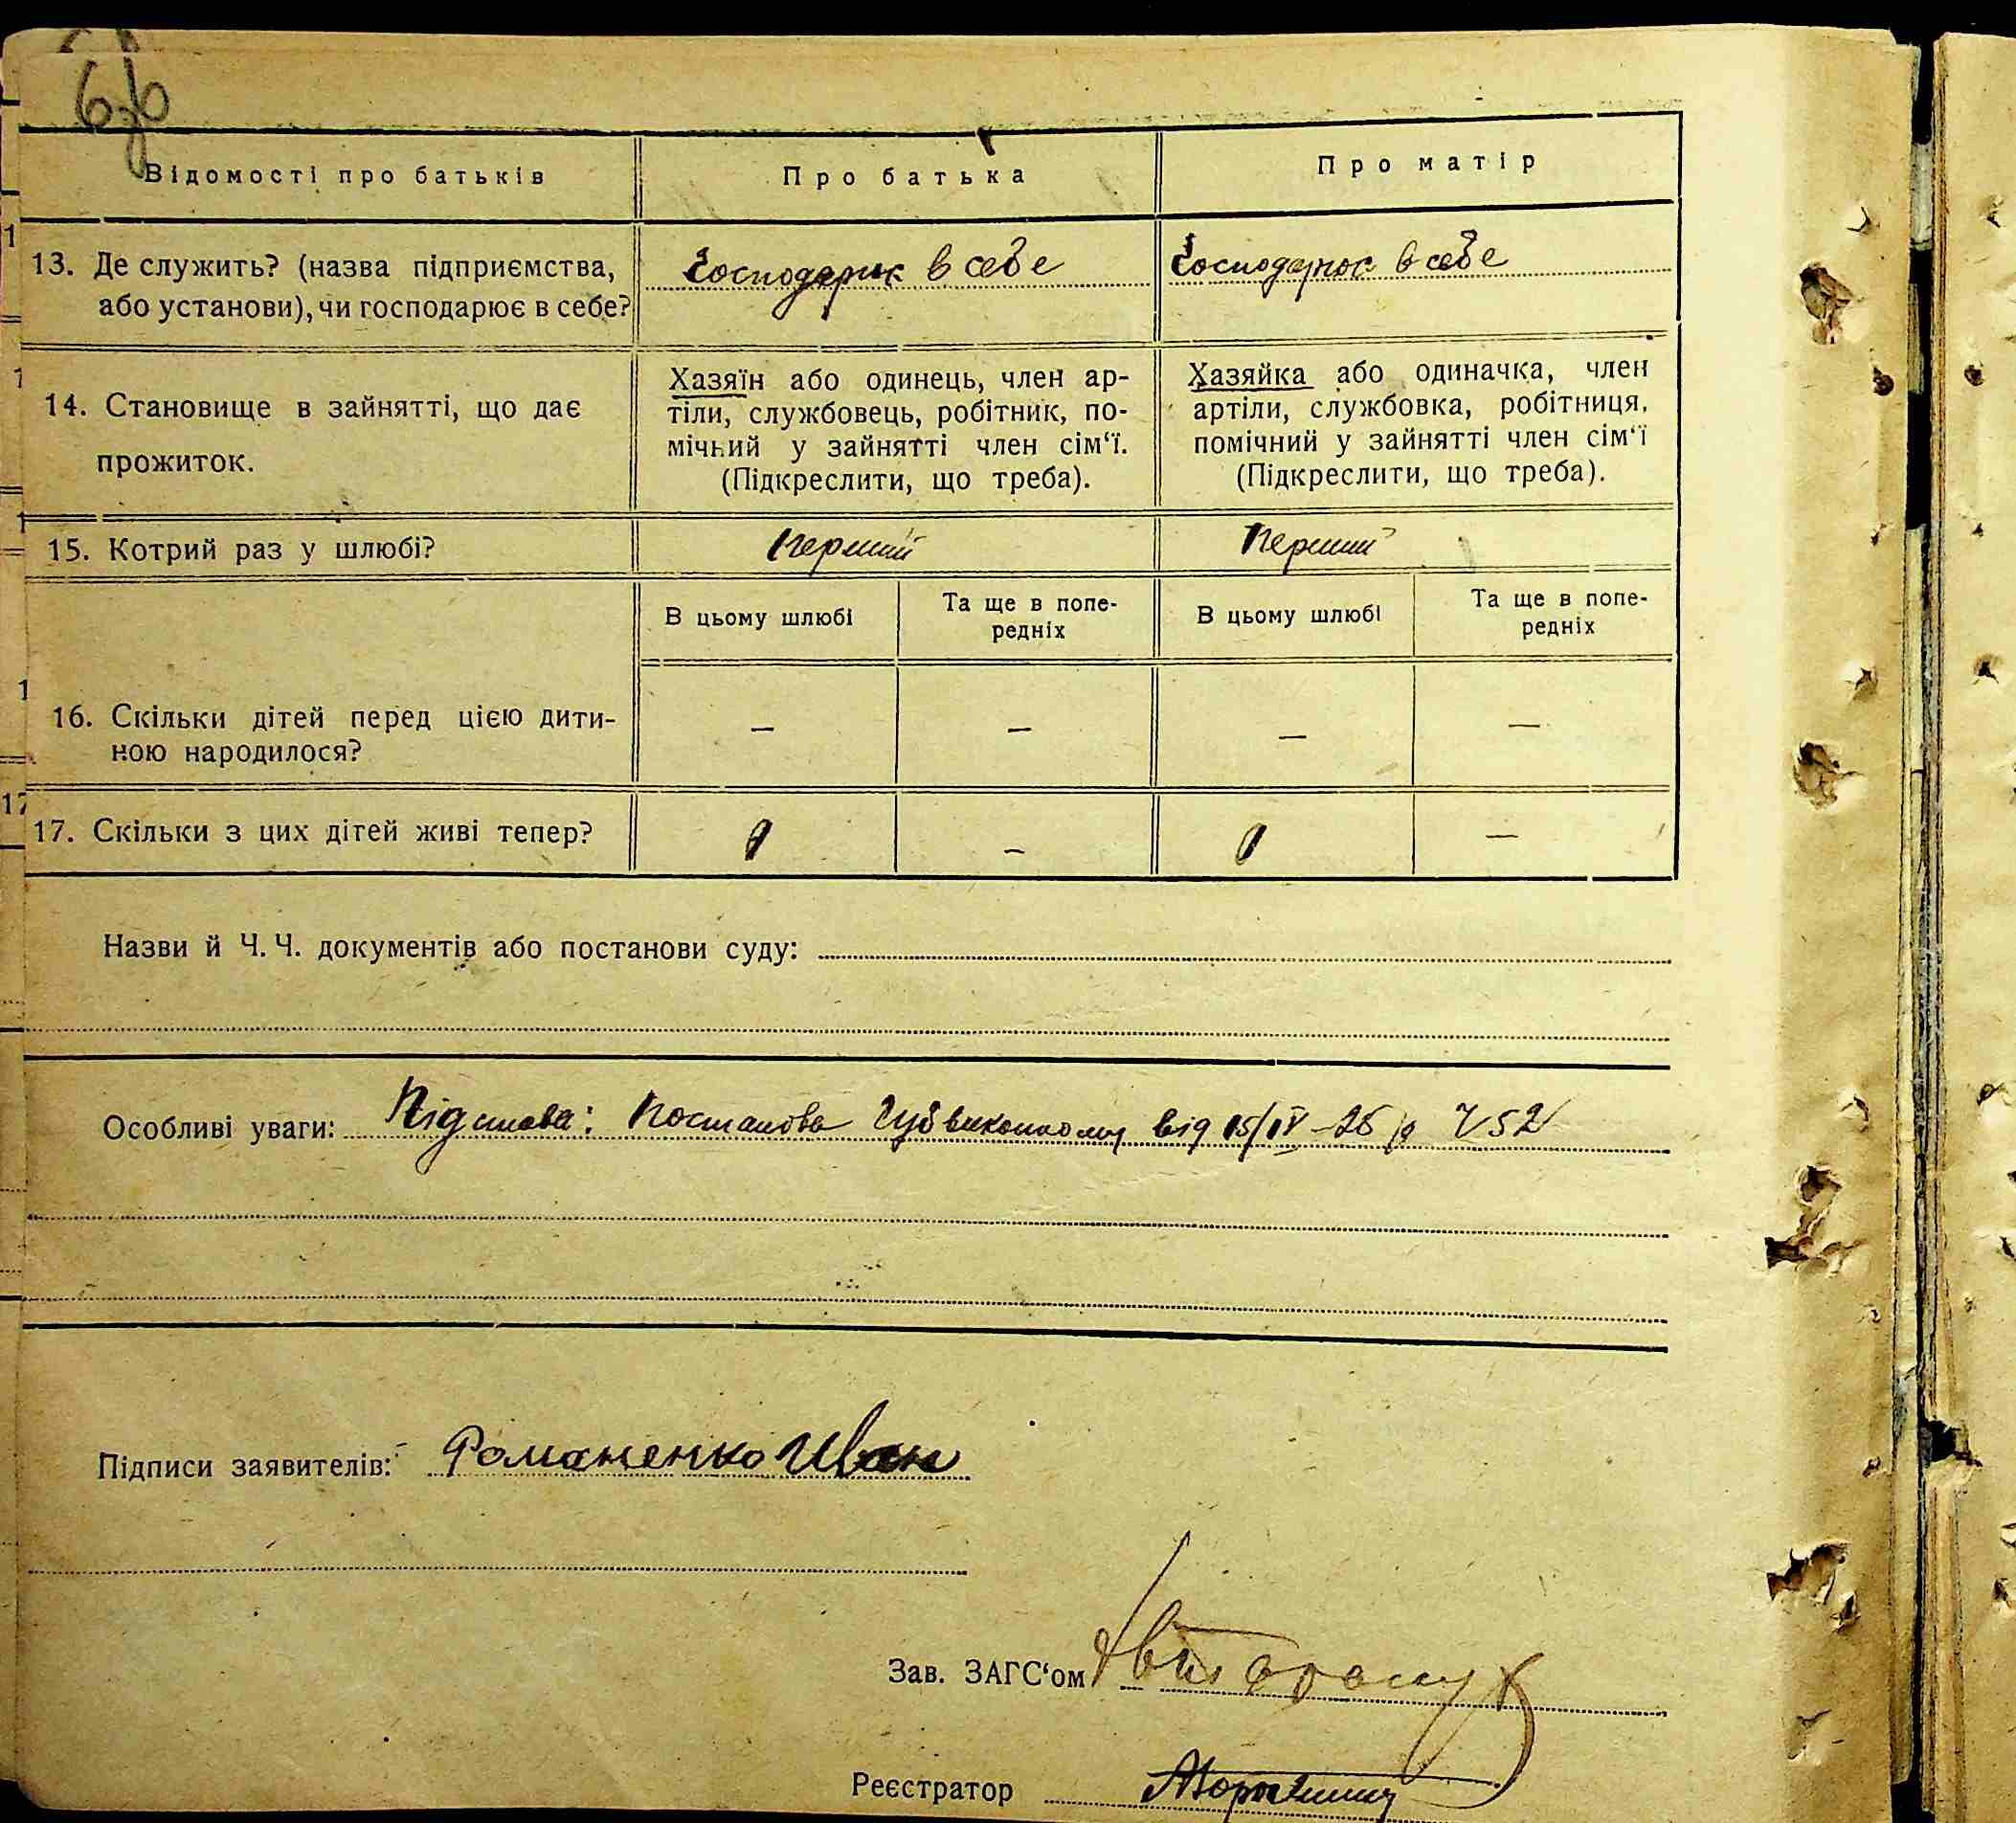 Відомості про батьків
Про батька
Про матір
13. Де служить? (назва підприємства,
або установи), чи господарює в себе?
Господарює в себе
Господарює в себе
14. Становище в зайнятті, що дає
прожиток.
Хазяїн або одинець, член ар-
тіли, службовець, робітник, по-
мічний у зайнятті член сім‘ї.
(Підкреслити, що треба).
Хазяйка або одиначка, член
артіли, службовка, робітниця,
помічний у зайнятті член сім‘ї
(Підкреслити, що треба).
15. Котрий раз у шлюбі?
перший
перший
В цьому шлюбі
Та ще в попе-
редніх
В цьому шлюбі
Та ще в попе-
редніх
16. Скільки дітей перед цією дити-
ною народилося?
—
—
—
—
17. Скільки з цих дітей живі тепер?
–
—
Назви й Ч. Ч. документів або постанови суду:
Особливі уваги: Підстава: Постанова Губвиконкому від 15/IV-25 р
Підписи заявителів: Романенко Иван
Зав. ЗАГС‘ом
Реєстратор